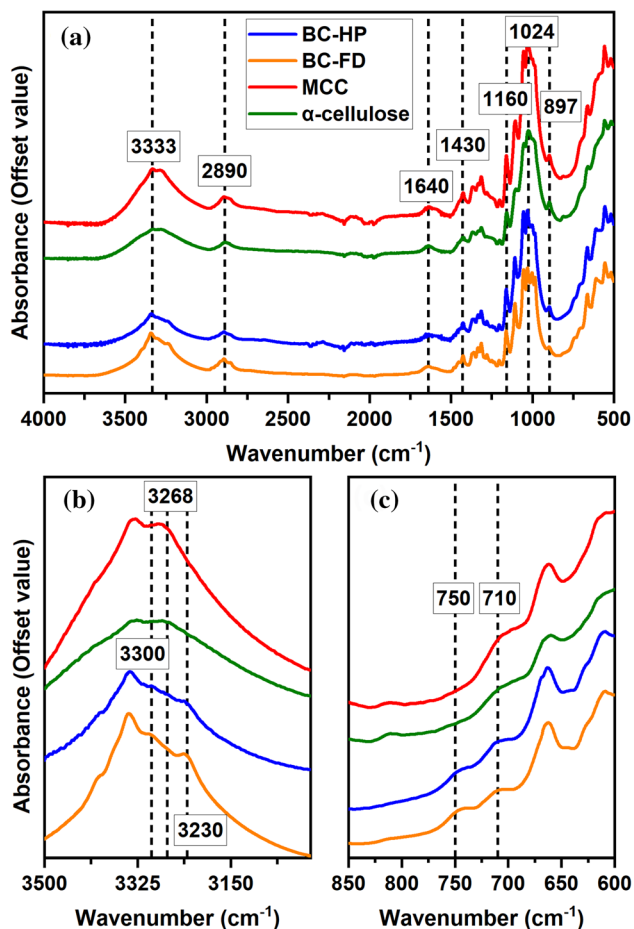 (a)
BC-HP
BC-FD
MCC
α-cellulose
1024
1160
897
3333
2890
1430
1640
Absorbance (Offset value)
4000 3500 3000 2500 2000 1500 1000 500
Wavenumber (cm⁻¹)
(b)
3268
3300
3230
Absorbance (Offset value)
3500 3325 3150
Wavenumber (cm⁻¹)
(c)
750 710
850 800 750 700 650 600
Wavenumber (cm⁻¹)